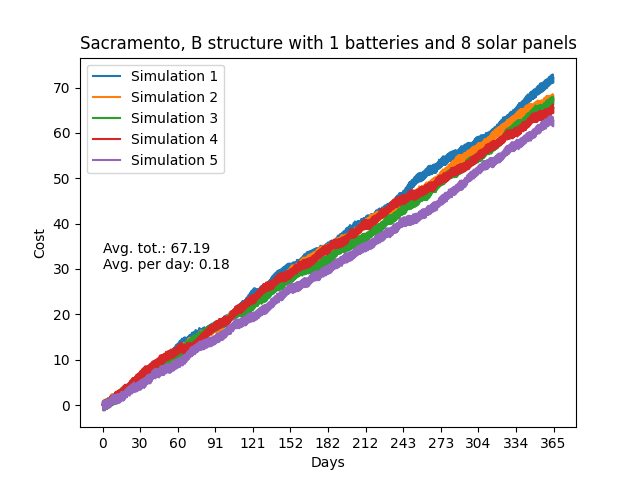 Sacramento, B structure with 1 batteries and 8 solar panels
Simulation 1
Simulation 2
Simulation 3
Simulation 4
Simulation 5
70
60
50
40
30
20
10
0
Cost
Avg. tot.: 67.19
Avg. per day: 0.18
0 30 60 91 121 152 182 212 243 273 304 334 365
Days